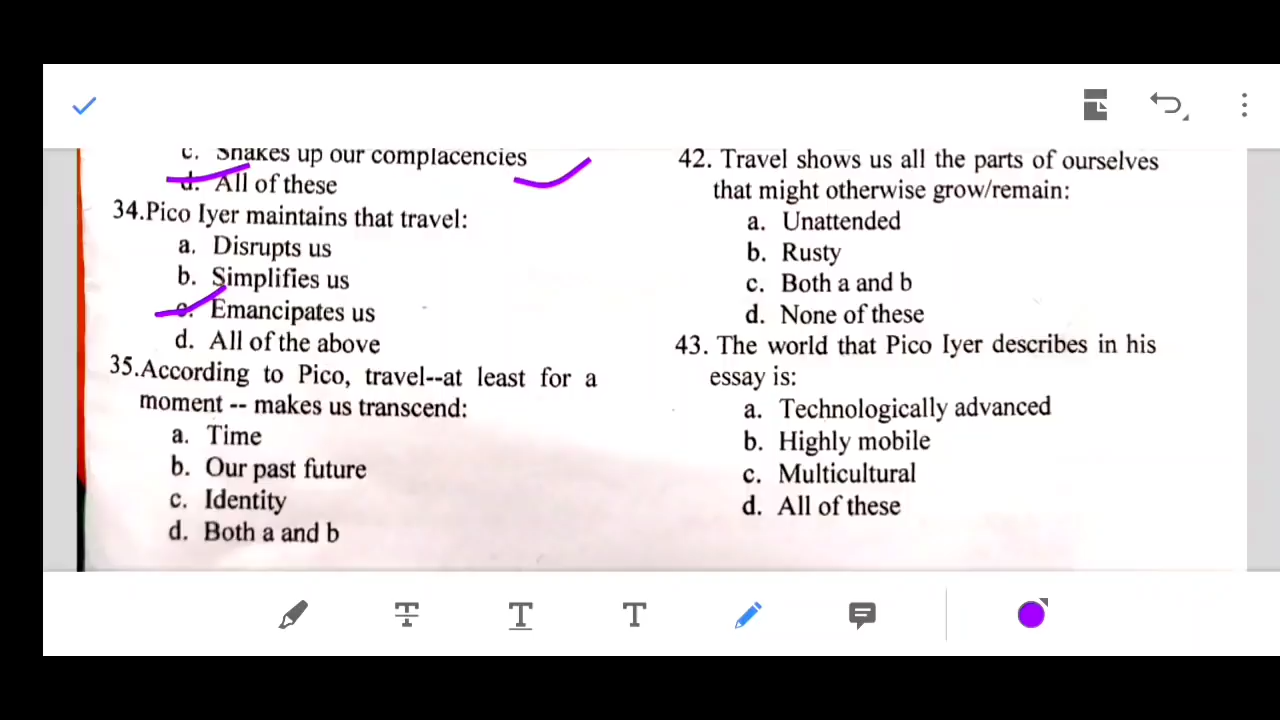 c. Shakes up our complacencies
d. All of these
34.Pico Iyer maintains that travel:
a. Disrupts us
b. Simplifies us
c. Emancipates us
d. All of the above
35.According to Pico, travel--at least for a
moment -- makes us transcend:
a. Time
b. Our past future
c. Identity
d. Both a and b
42. Travel shows us all the parts of ourselves
that might otherwise grow/remain:
a. Unattended
b. Rusty
c. Both a and b
d. None of these
43. The world that Pico Iyer describes in his
essay is:
a. Technologically advanced
b. Highly mobile
c. Multicultural
d. All of these
T
T
T